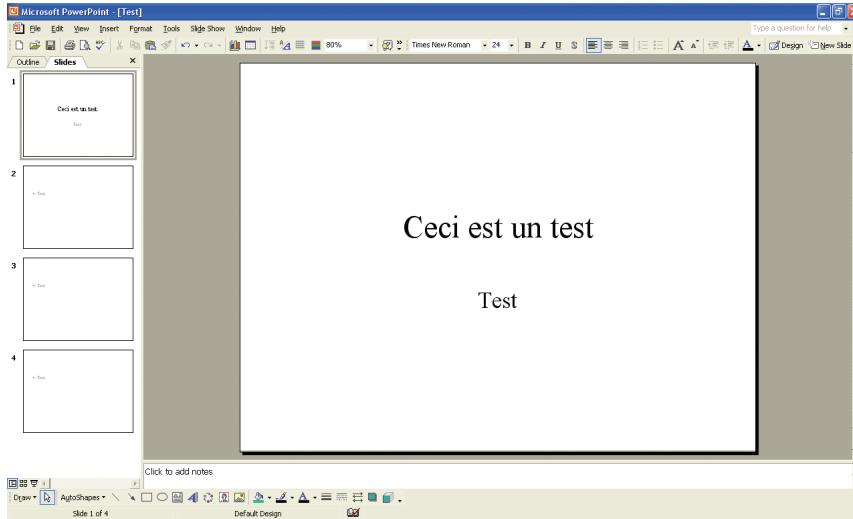 Microsoft PowerPoint - [Test]
File Edit View Insert Format Tools Slide Show Window Help
Type a question for help
80% Times New Roman 24 B I U S A A A Design New Slide
Outline Slides
1
Ceci est un test
Test
2
• Test
3
• Test
4
• Test
Ceci est un test
Test
Click to add notes
Draw AutoShapes
Slide 1 of 4 Default Design